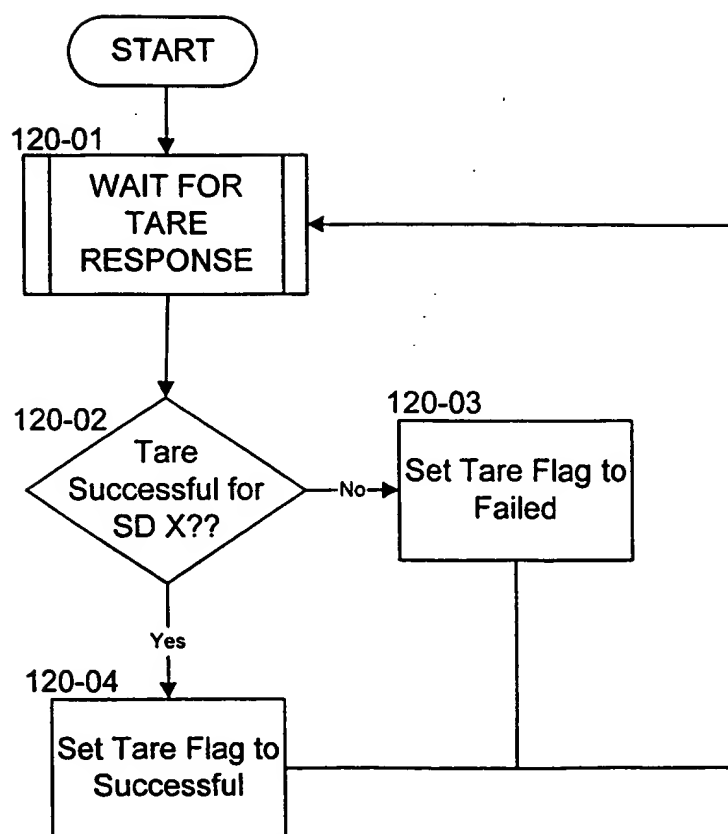 START
120-01
WAIT FOR
TARE
RESPONSE
120-02
Tare
Successful for
SD X??
No
120-03
Set Tare Flag to
Failed
Yes
120-04
Set Tare Flag to
Successful